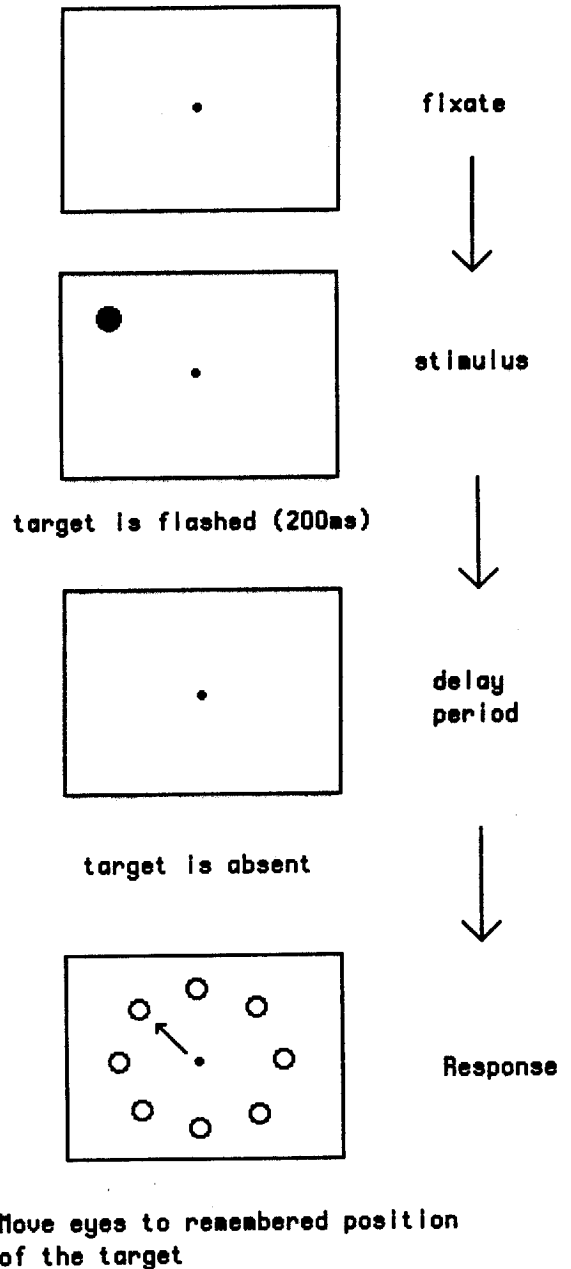 fixate
stimulus
target is flashed (200ms)
delay
period
target is absent
Response
Move eyes to remembered position
of the target